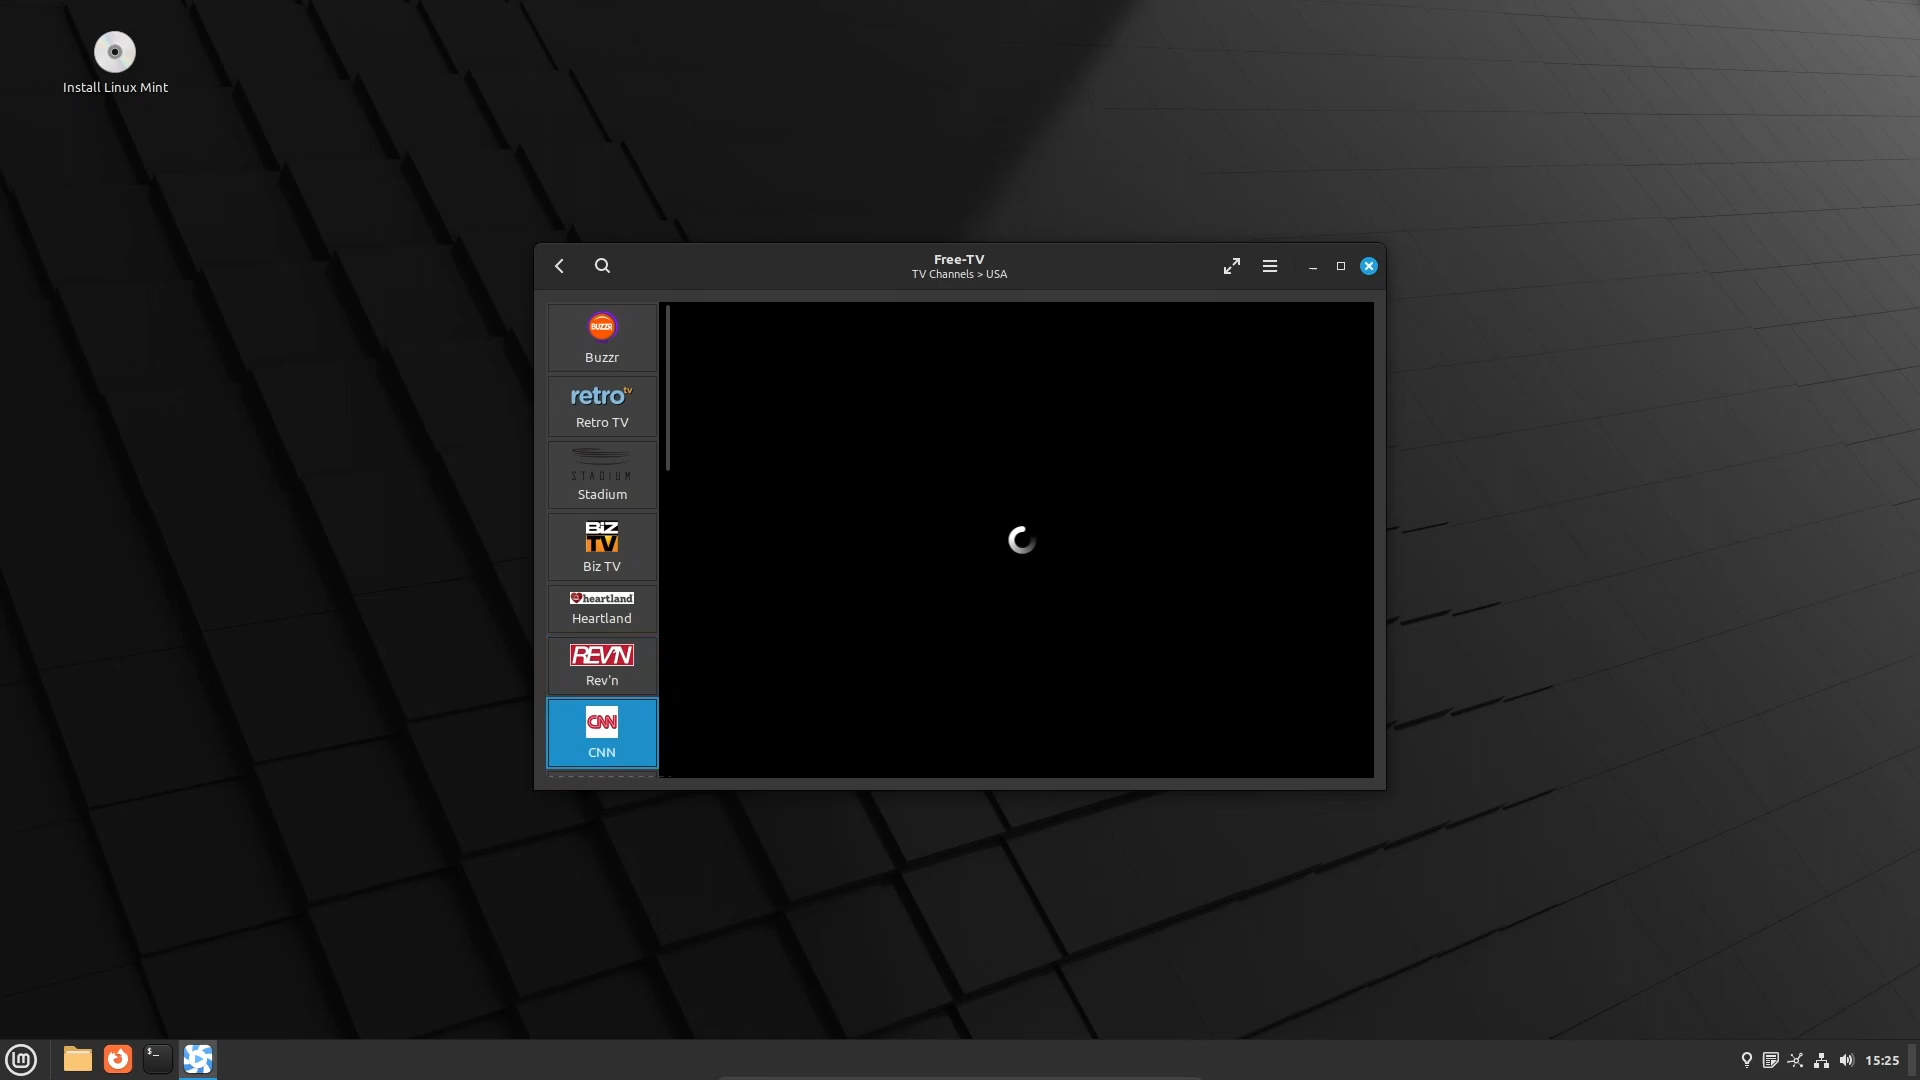 Install Linux Mint
Free-TV
TV Channels > USA
BUZZR
Buzzr
retro tv
Retro TV
STADIUM
Stadium
BiZ
TV
Biz TV
heartland
Heartland
REV'N
Rev'n
CNN
CNN
lm
$_
15:25